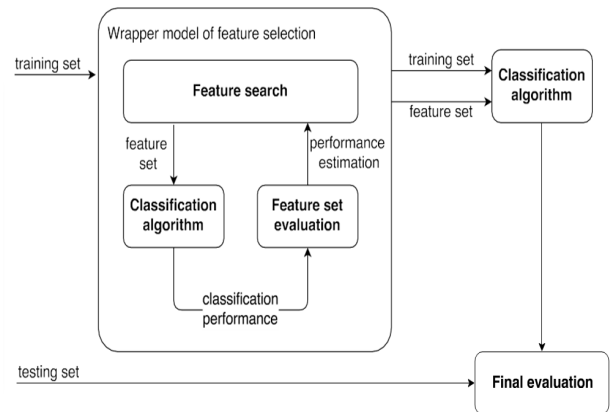 Wrapper model of feature selection
training set
Feature search
training set
feature set
Classification
algorithm
feature
set
performance
estimation
Classification
algorithm
Feature set
evaluation
classification
performance
testing set
Final evaluation